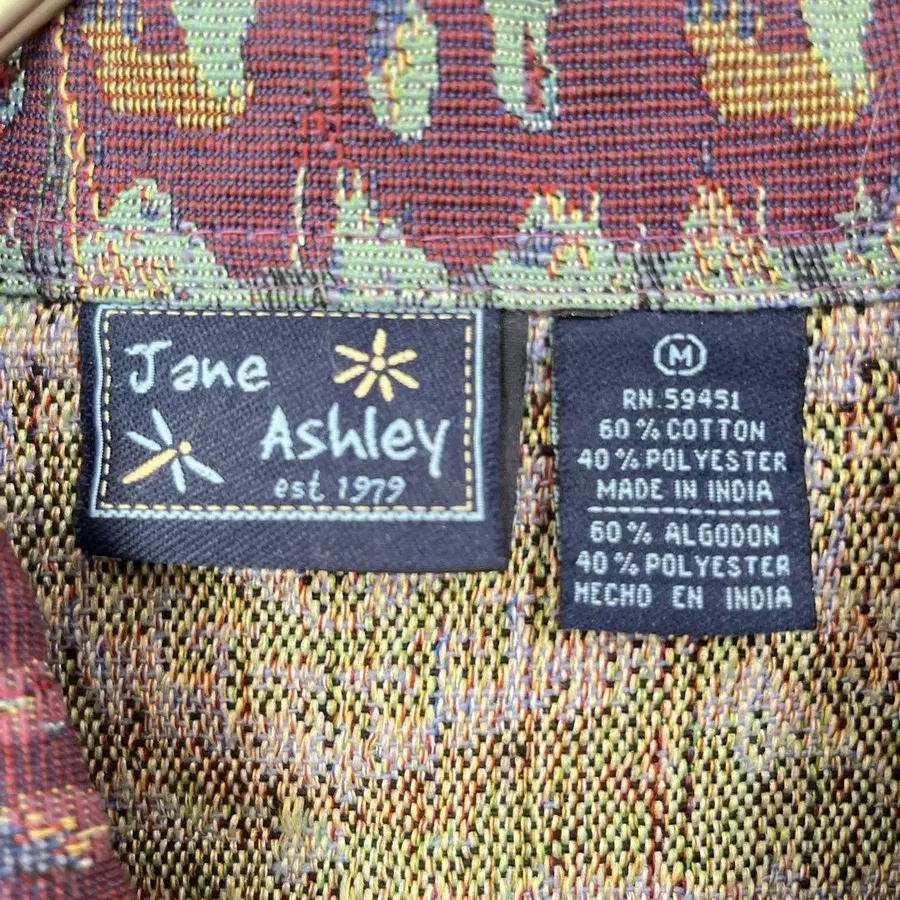 Jane
Ashley
est 1979
M
RN 59451
60% COTTON
40% POLYESTER
MADE IN INDIA
60% ALGODON
40% POLYESTER
HECHO EN INDIA